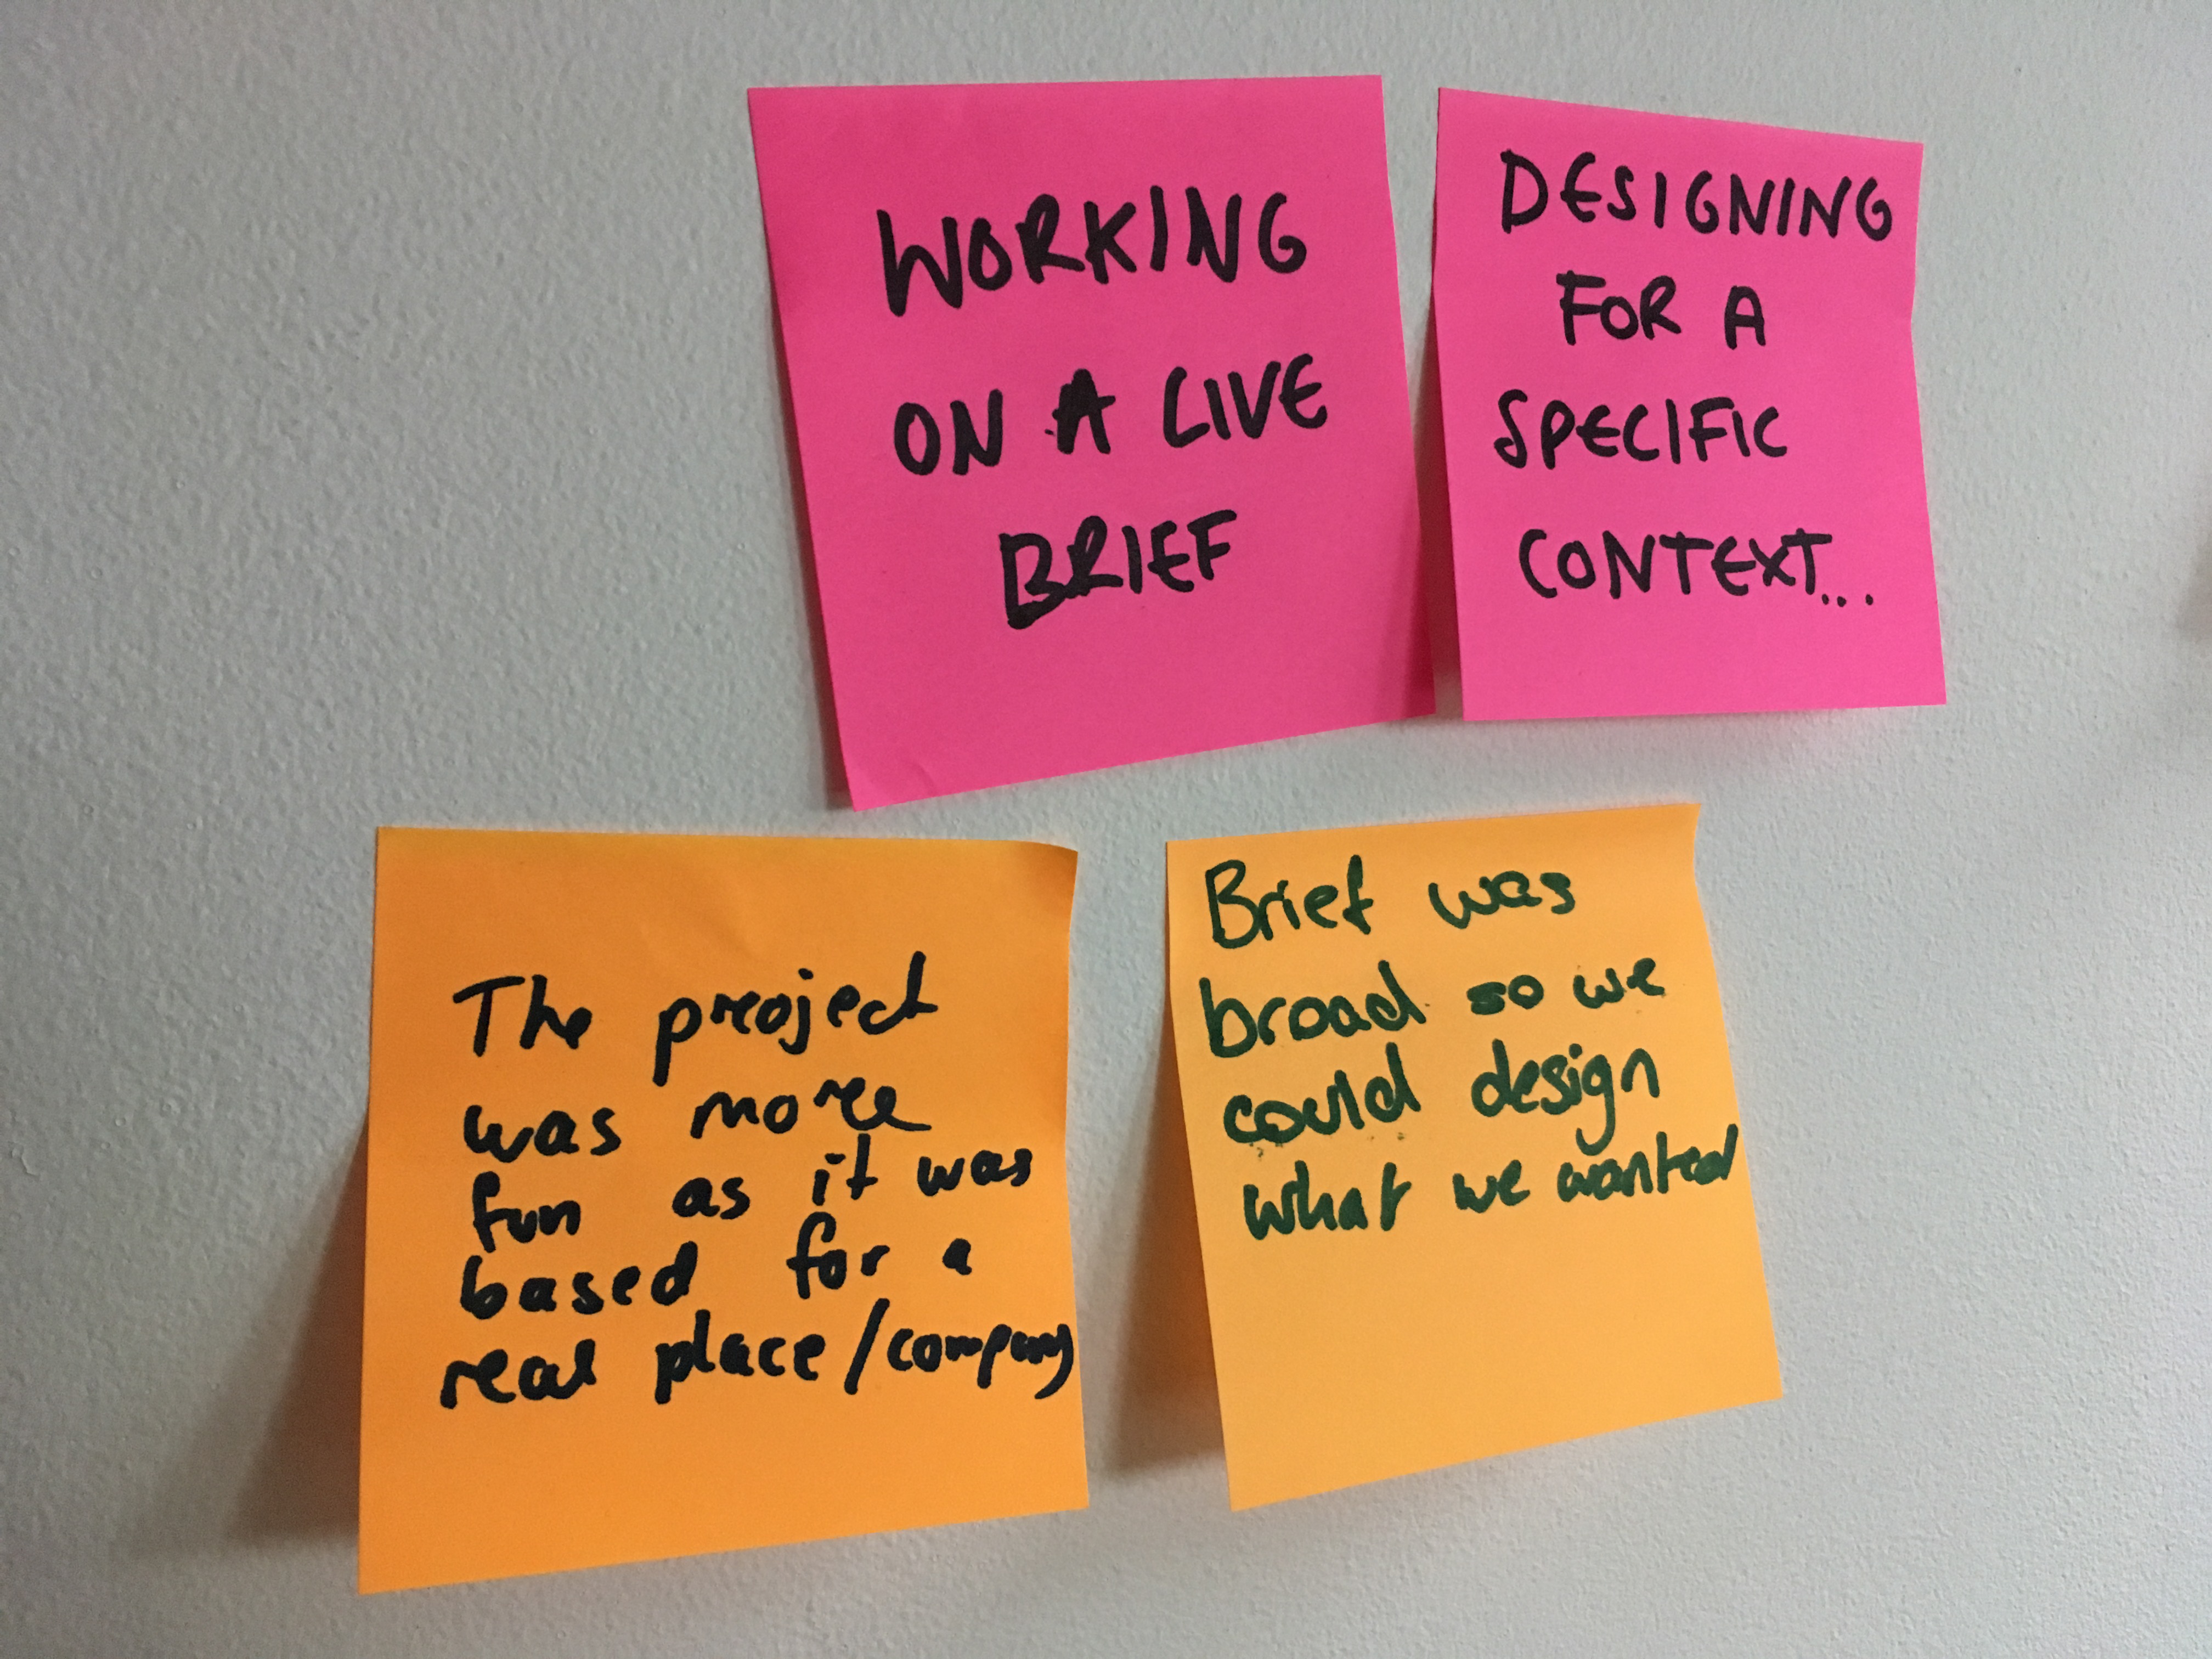 WORKING
ON A LIVE
BRIEF
DESIGNING
FOR A
SPECIFIC
CONTEXT...
The project
was more
fun as it was
based for a
real place/company
Brief was
broad so we
could design
what we wanted